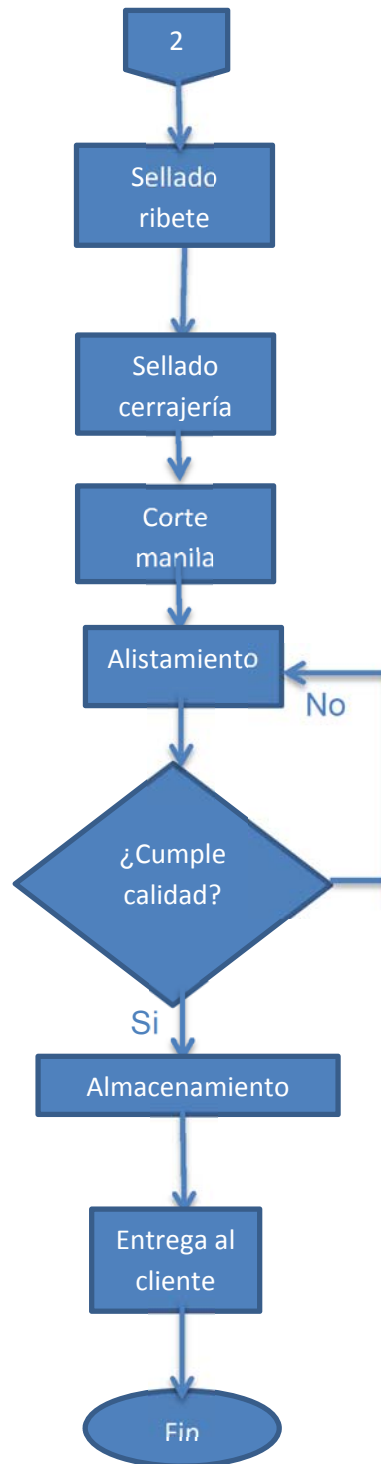 2
Sellado
ribete
Sellado
cerrajería
Corte
manila
Alistamiento
No
¿Cumple
calidad?
Si
Almacenamiento
Entrega al
cliente
Fin